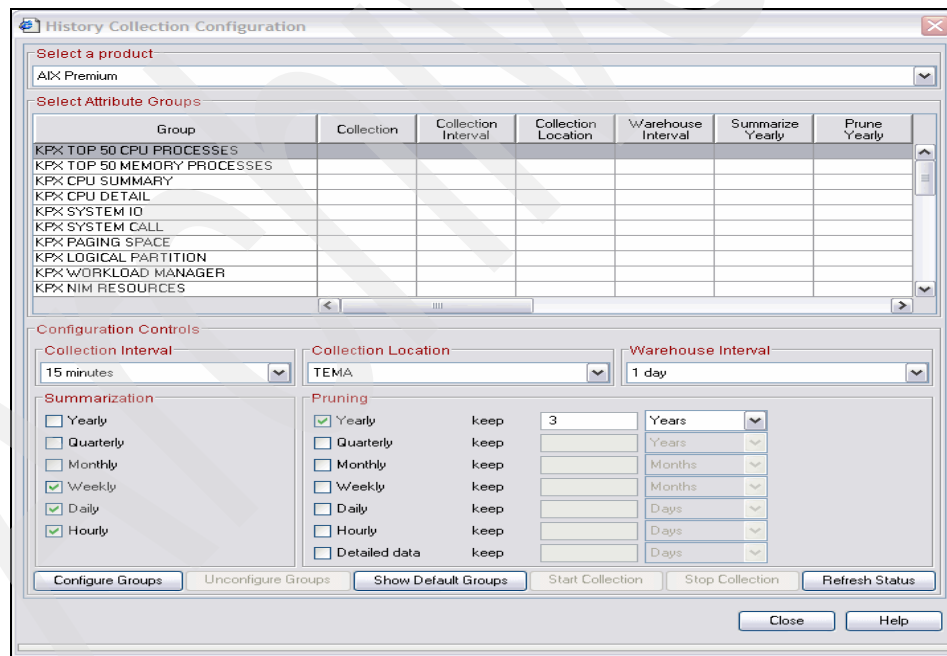 History Collection Configuration
Select a product
AIX Premium
Select Attribute Groups
Group Collection Collection Interval Collection Location Warehouse Interval Summarize Yearly Prune Yearly
KPX TOP 50 CPU PROCESSES
KPX TOP 50 MEMORY PROCESSES
KPX CPU SUMMARY
KPX CPU DETAIL
KPX SYSTEM IO
KPX SYSTEM CALL
KPX PAGING SPACE
KPX LOGICAL PARTITION
KPX WORKLOAD MANAGER
KPX NIM RESOURCES
Configuration Controls
Collection Interval Collection Location Warehouse Interval
15 minutes TEMA 1 day
Summarization Pruning
Yearly Yearly keep 3 Years
Quarterly Quarterly keep Years
Monthly Monthly keep Months
Weekly Weekly keep Months
Daily Daily keep Days
Hourly Hourly keep Days
Detailed data keep Days
Configure Groups Unconfigure Groups Show Default Groups Start Collection Stop Collection Refresh Status
Close Help